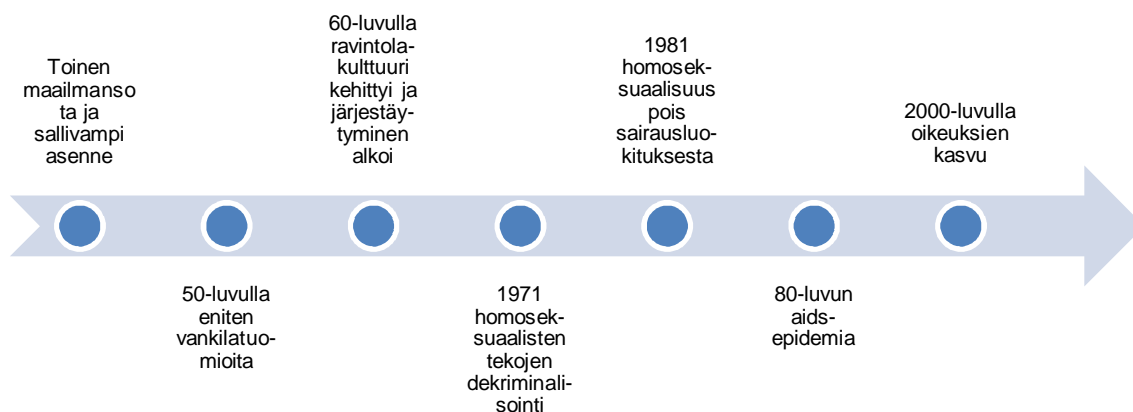 Toinen
maailmanso
ta ja
sallivampi
asenne
50-luvulla
eniten
vankilatuo-
mioita
60-luvulla
ravintola-
kulttuuri
kehittyi ja
järjestäy-
tyminen
alkoi
1971
homosek-
suaalisten
tekojen
dekriminali-
sointi
1981
homosek-
suaalisuus
pois
sairausluo-
kituksesta
80-luvun
aids-
epidemia
2000-luvulla
oikeuksien
kasvu